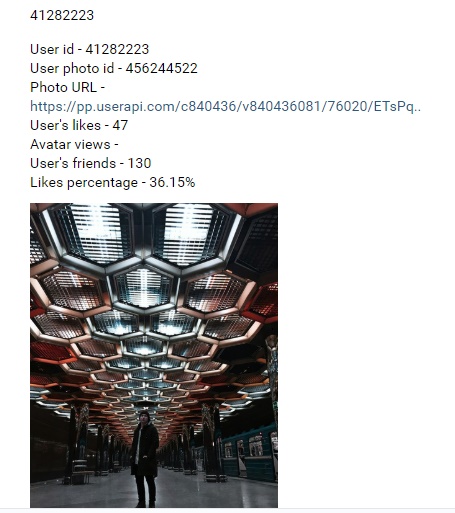 41282223
User id - 41282223
User photo id - 456244522
Photo URL -
https://pp.userapi.com/c840436/v840436081/76020/ETsPq..
User's likes - 47
Avatar views -
User's friends - 130
Likes percentage - 36.15%